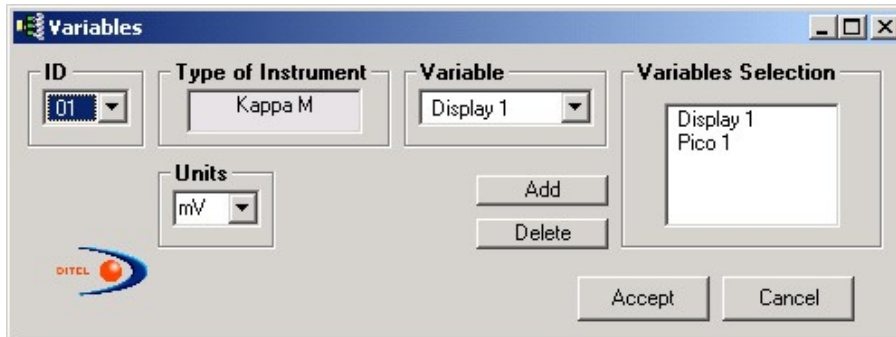 Variables
ID
Type of Instrument
Variable
Variables Selection
01
Kappa M
Display 1
Display 1
Pico 1
Units
mV
Add
Delete
DITEL
Accept
Cancel